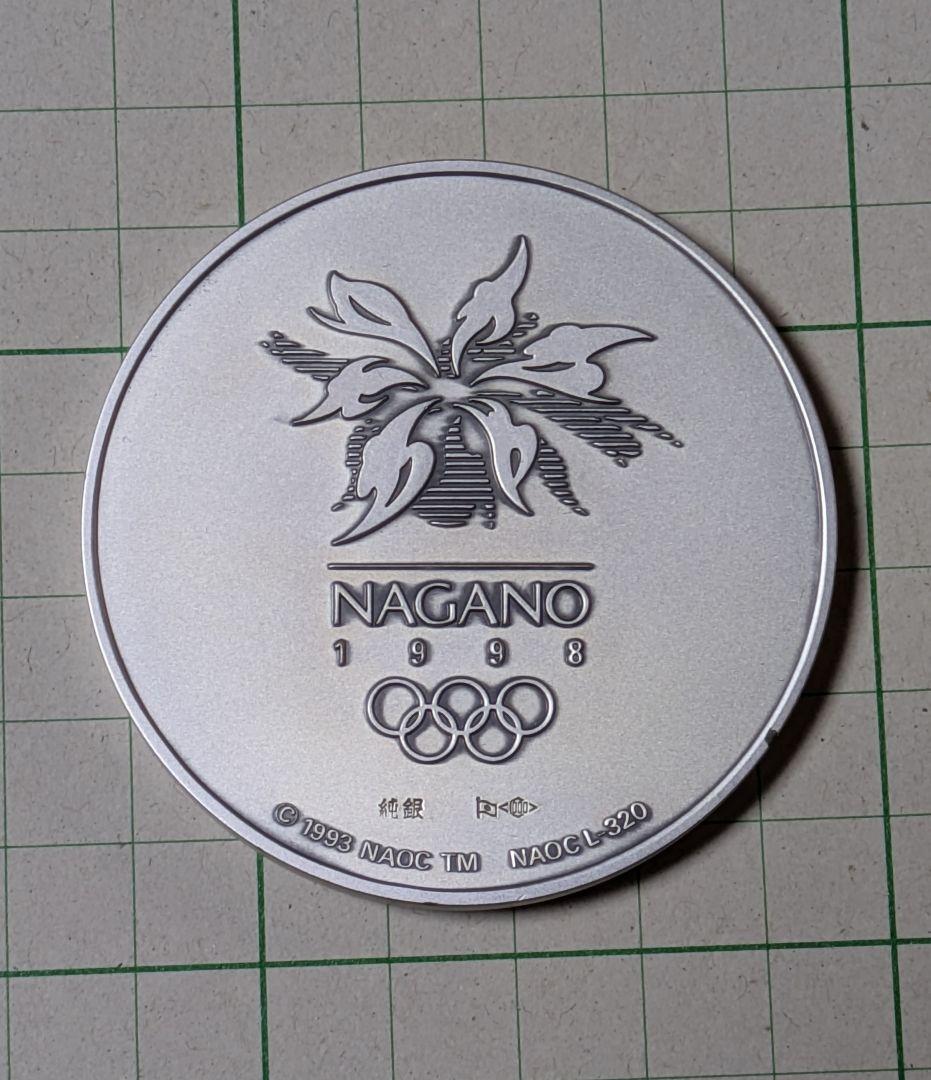 NAGANO
1998
純銀
© 1993 NAOC TM NAOC L-320